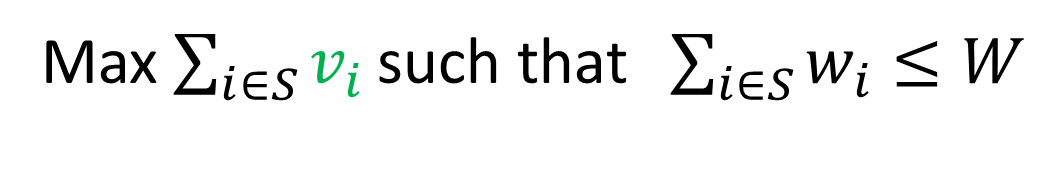 Max ∑_{i∈S} v_i such that ∑_{i∈S} w_i ≤ W